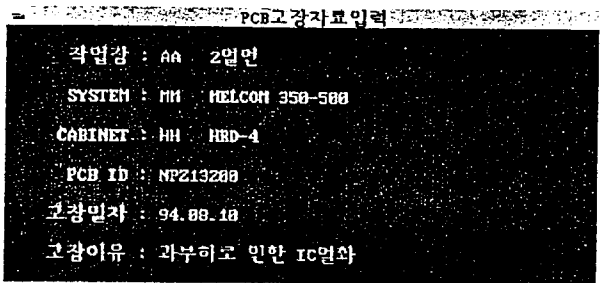 PCB고장자료입력
작업장 : AA 2열연
SYSTEM : MM MELCOM 350-500
CABINET : HH HRD-4
PCB ID : NPZ13200
고장일자 : 94.08.10
고장이유 : 과부하로 인한 IC열화